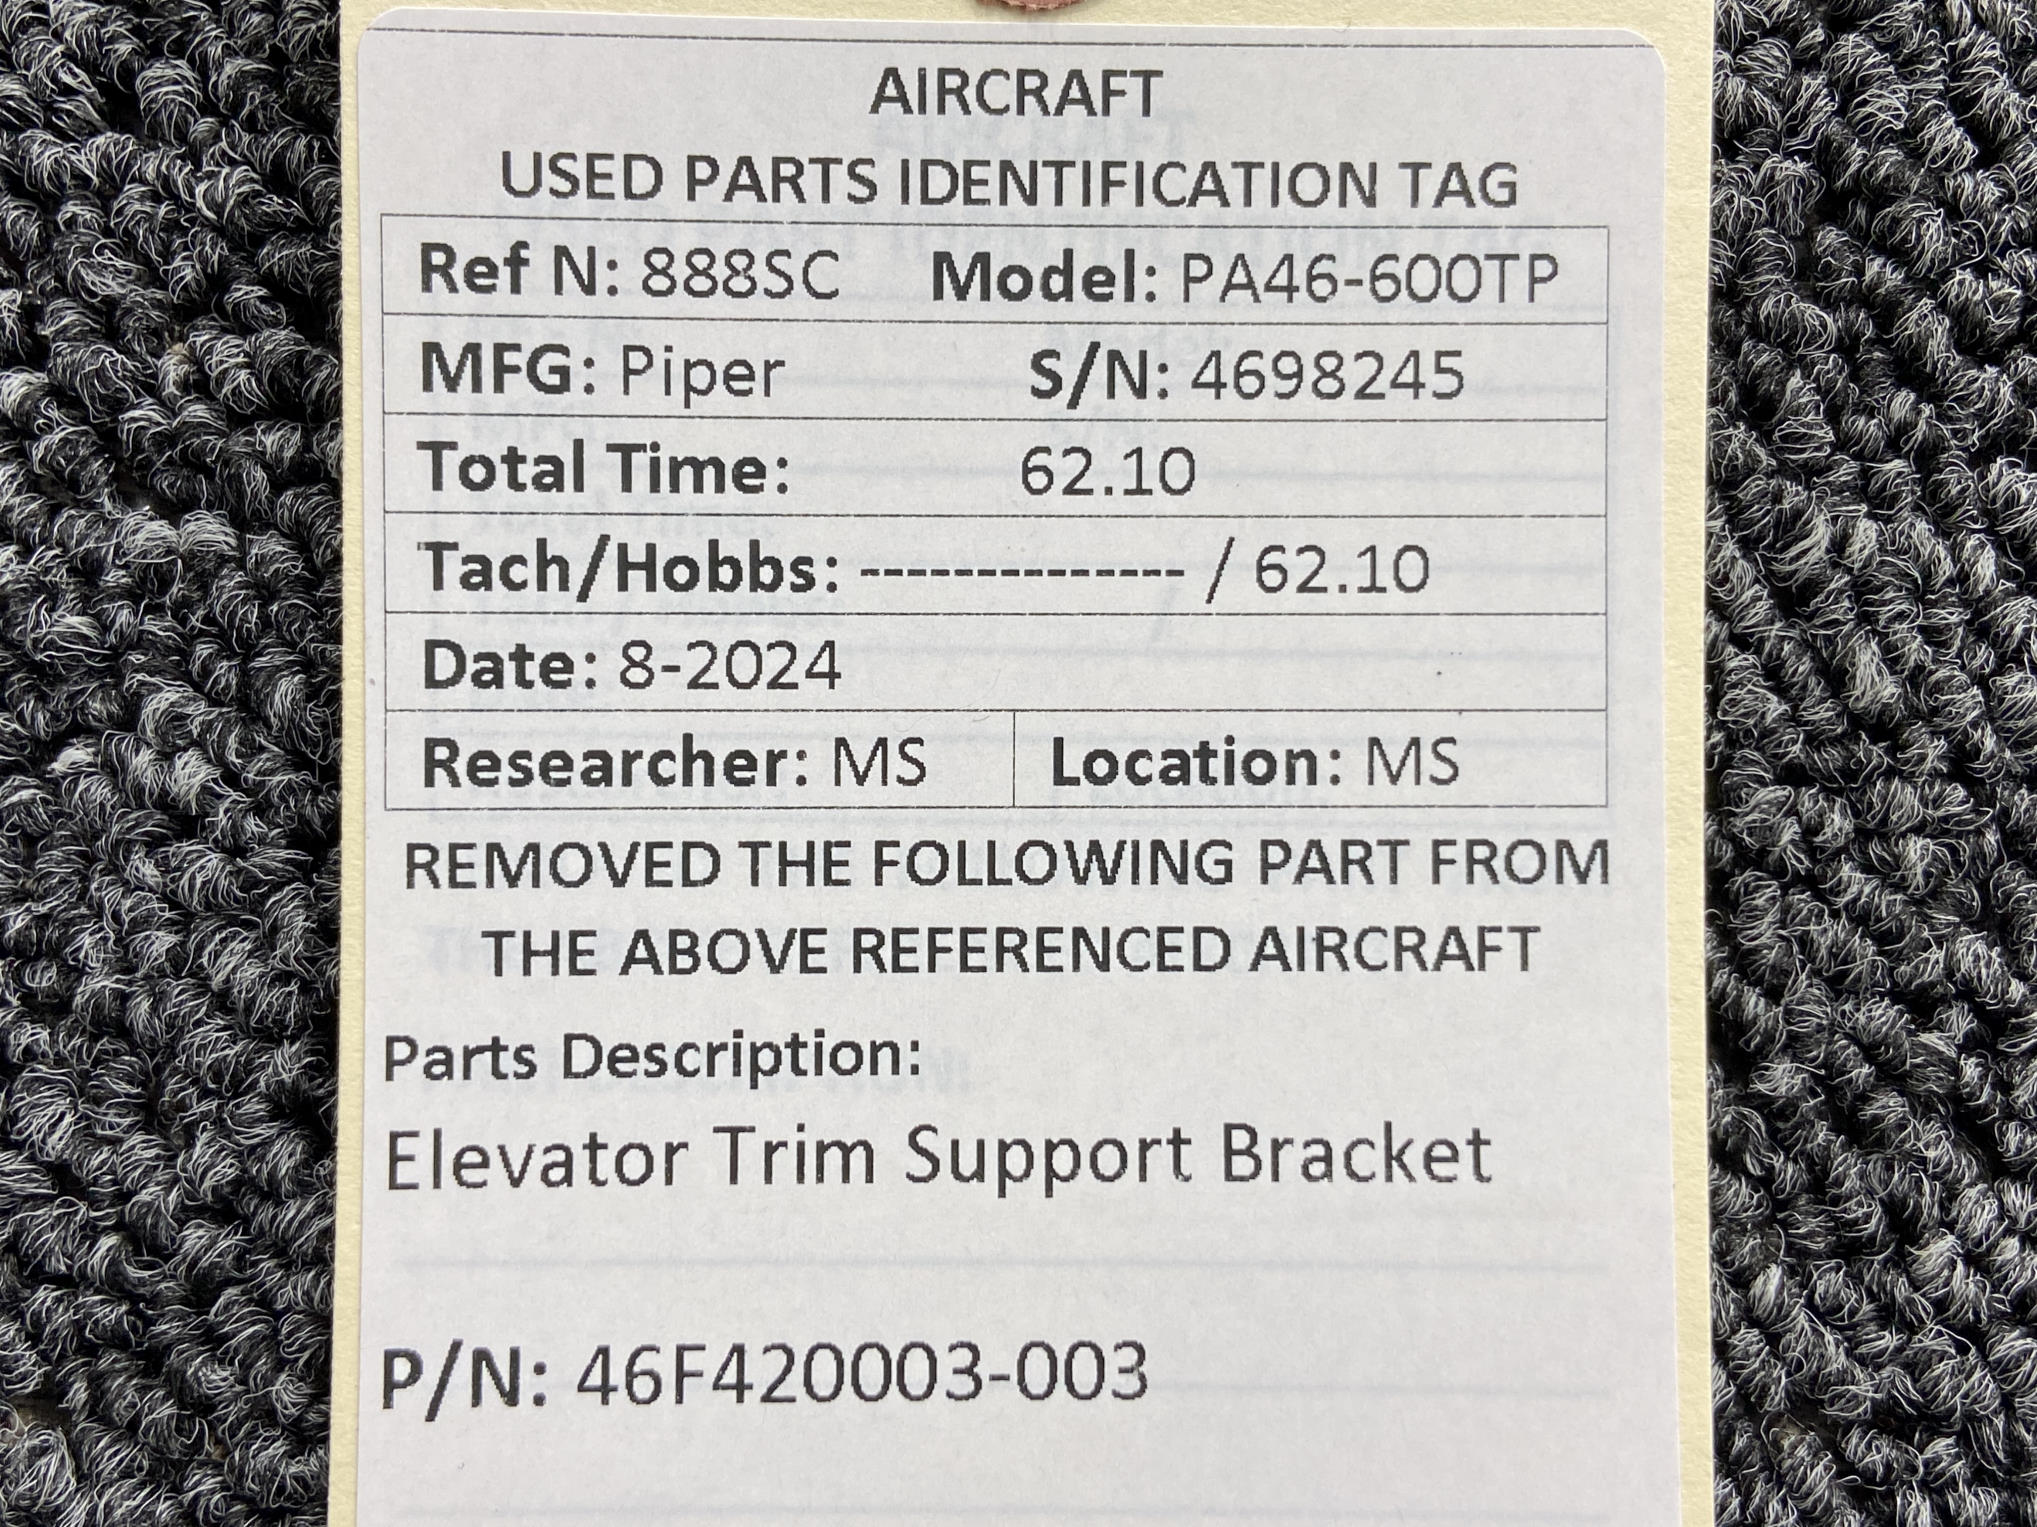 AIRCRAFT
USED PARTS IDENTIFICATION TAG
Ref N: 888SC Model: PA46-600TP
MFG: Piper S/N: 4698245
Total Time: 62.10
Tach/Hobbs: -------------- / 62.10
Date: 8-2024
Researcher: MS Location: MS
REMOVED THE FOLLOWING PART FROM
THE ABOVE REFERENCED AIRCRAFT
Parts Description:
Elevator Trim Support Bracket
P/N: 46F420003-003